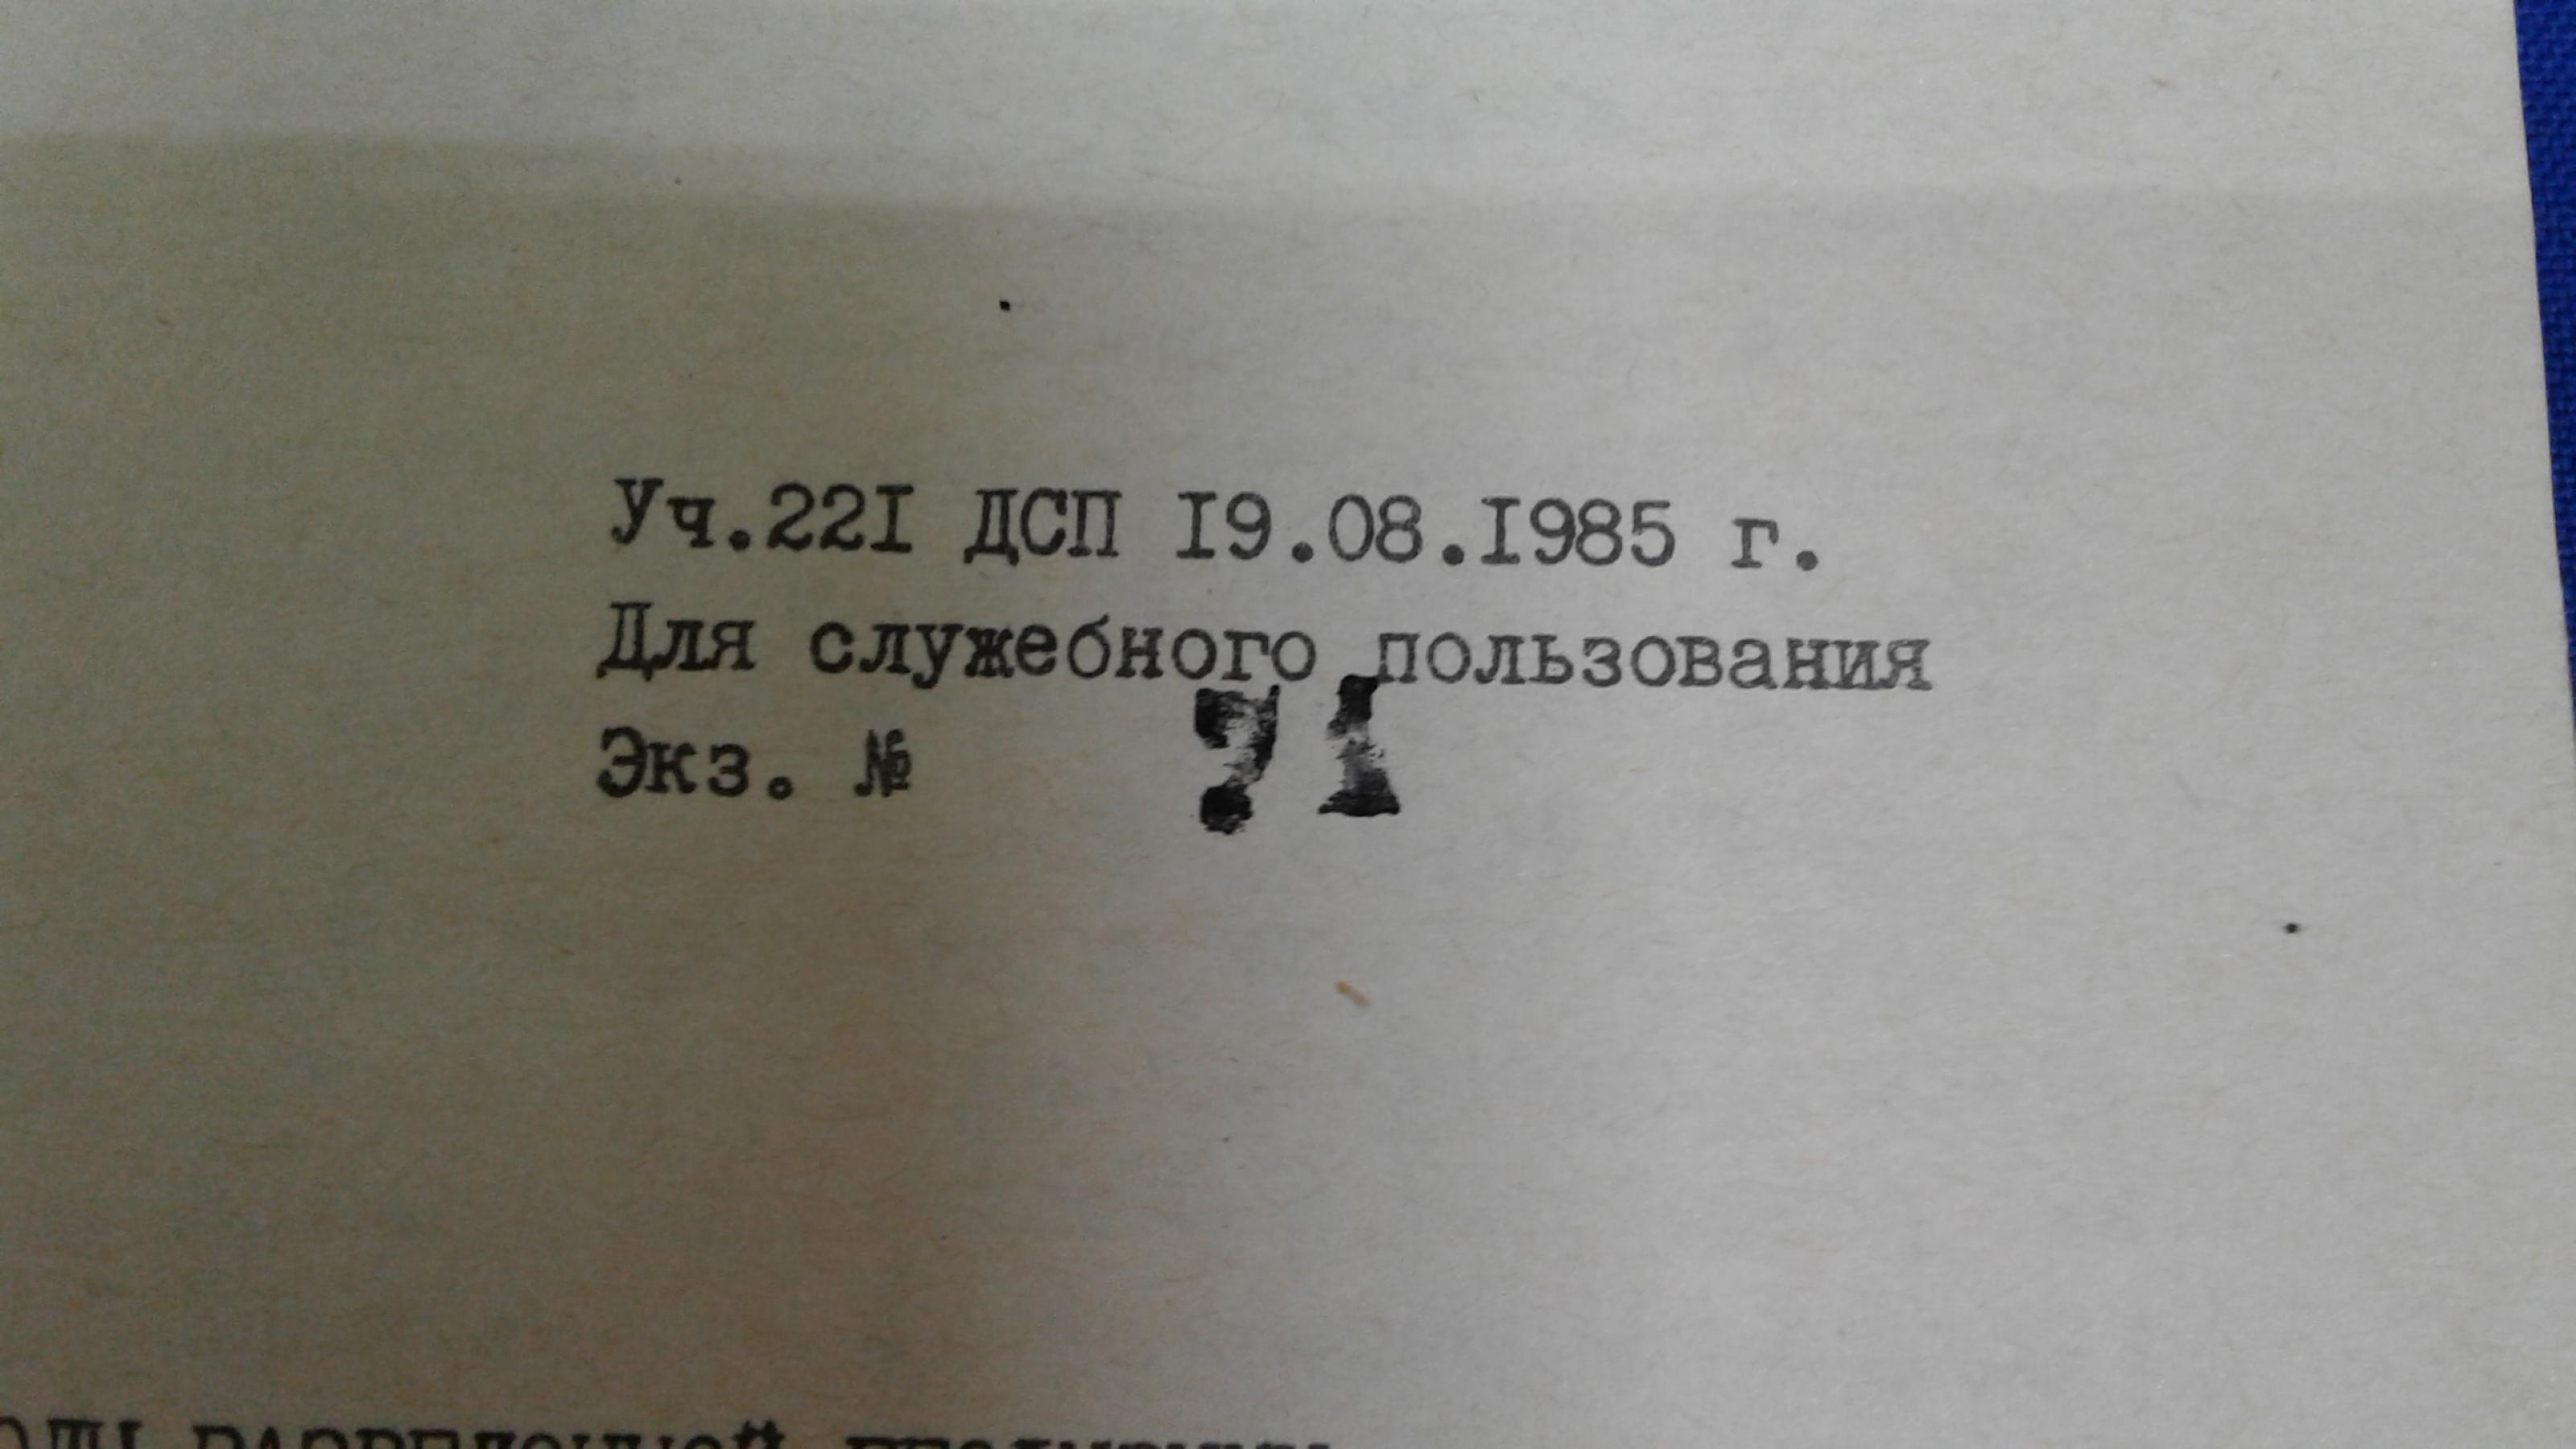 Уч.22I ДСП I9.08.I985 г.
Для служебного пользования
Экз. № 71